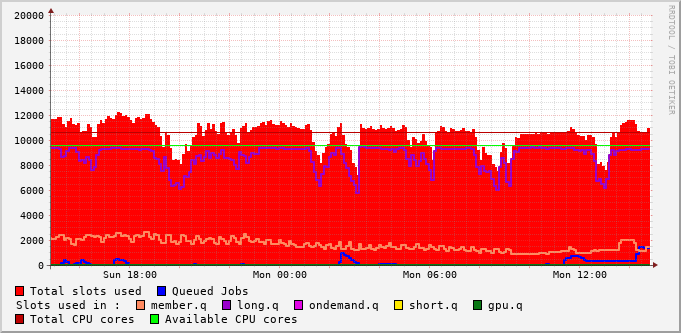 20000
18000
16000
14000
12000
10000
8000
6000
4000
2000
0
Sun 18:00 Mon 00:00 Mon 06:00 Mon 12:00
RRDTOOL / TOBI OETIKER
Total slots used Queued Jobs
Slots used in : member.q long.q ondemand.q short.q gpu.q
Total CPU cores Available CPU cores